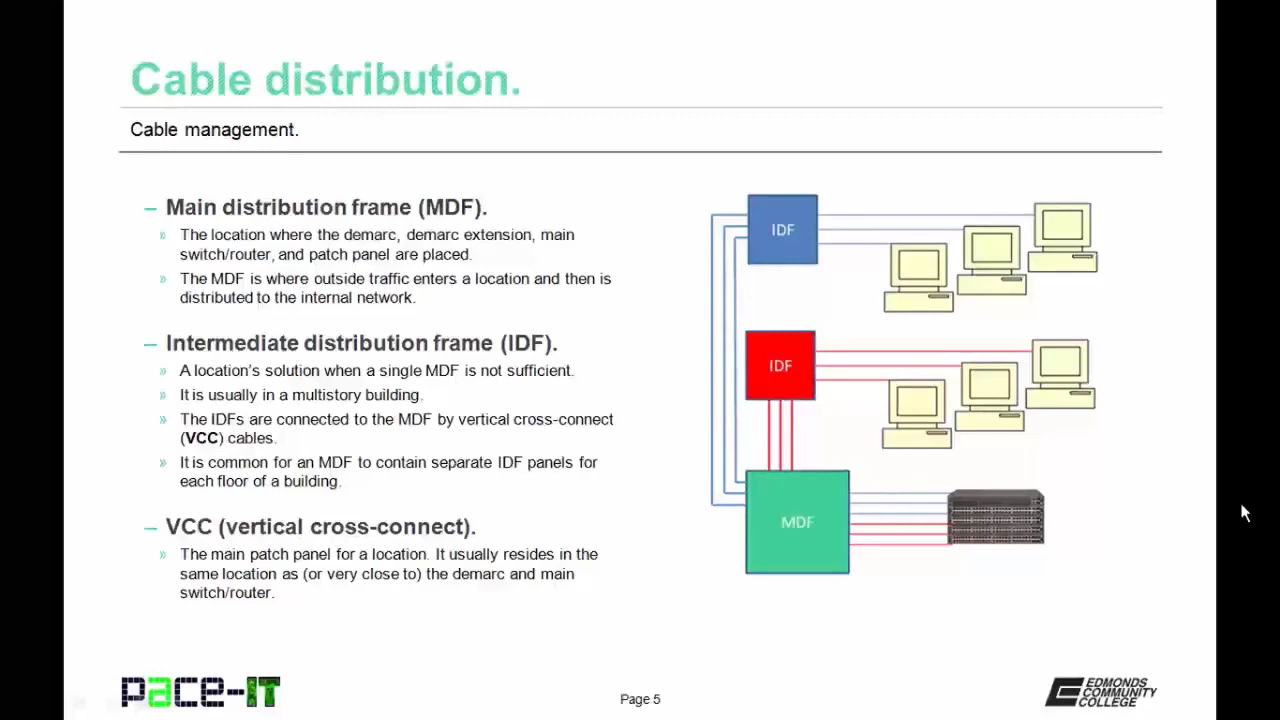 Cable distribution.
Cable management.
– Main distribution frame (MDF).
» The location where the demarc, demarc extension, main
switch/router, and patch panel are placed.
» The MDF is where outside traffic enters a location and then is
distributed to the internal network.
– Intermediate distribution frame (IDF).
» A location's solution when a single MDF is not sufficient.
» It is usually in a multistory building.
» The IDFs are connected to the MDF by vertical cross-connect
(VCC) cables.
» It is common for an MDF to contain separate IDF panels for
each floor of a building.
– VCC (vertical cross-connect).
» The main patch panel for a location. It usually resides in the
same location as (or very close to) the demarc and main
switch/router.
IDF
IDF
MDF
pace-IT
Page 5
EDMONDS
COMMUNITY
COLLEGE